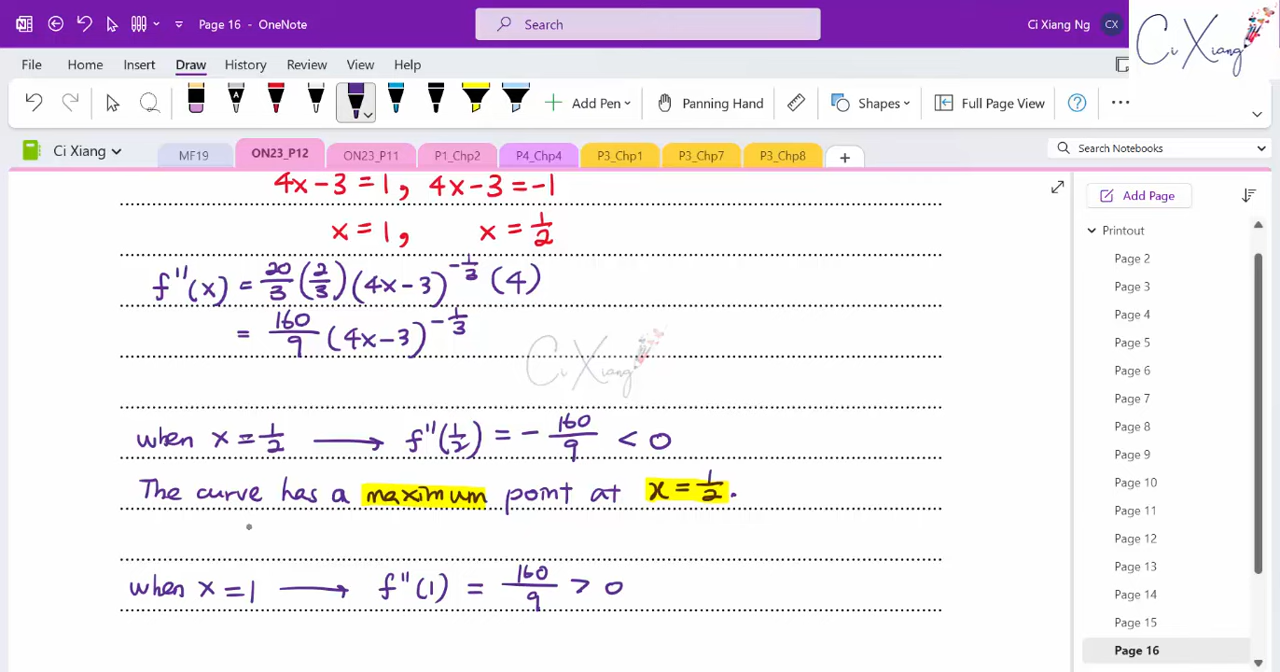 Page 16 - OneNote
Search
Ci Xiang Ng
CX
Ci Xiang
File Home Insert Draw History Review View Help
Add Pen
Panning Hand
Shapes
Full Page View
Ci Xiang
MF19
ON23_P12
ON23_P11
P1_Chp2
P4_Chp4
P3_Chp1
P3_Chp7
P3_Chp8
Search Notebooks
4x-3=1, 4x-3=-1
x=1, x=1/2
f''(x) = 20/3 (2/3)(4x-3)^(-1/3) (4)
= 160/9 (4x-3)^(-1/3)
Ci Xiang
when x=1/2 ⟶ f''(1/2) = -160/9 < 0
The curve has a maximum point at x=1/2.
when x=1 ⟶ f''(1) = 160/9 > 0
Add Page
Printout
Page 2
Page 3
Page 4
Page 5
Page 6
Page 7
Page 8
Page 9
Page 10
Page 11
Page 12
Page 13
Page 14
Page 15
Page 16